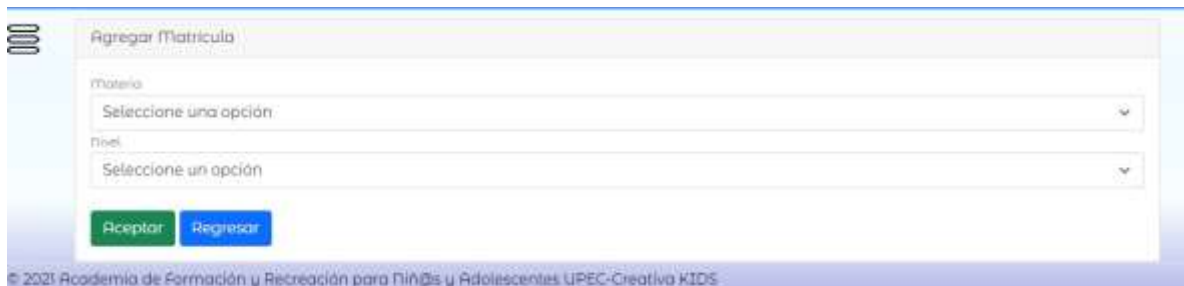 Agregar Matricula
Materia
Seleccione una opción
Nivel
Seleccione un opción
Aceptar Regresar
© 2021 Academia de Formación y Recreación para Niñ@s y Adolescentes UPEC-Creativa KIDS